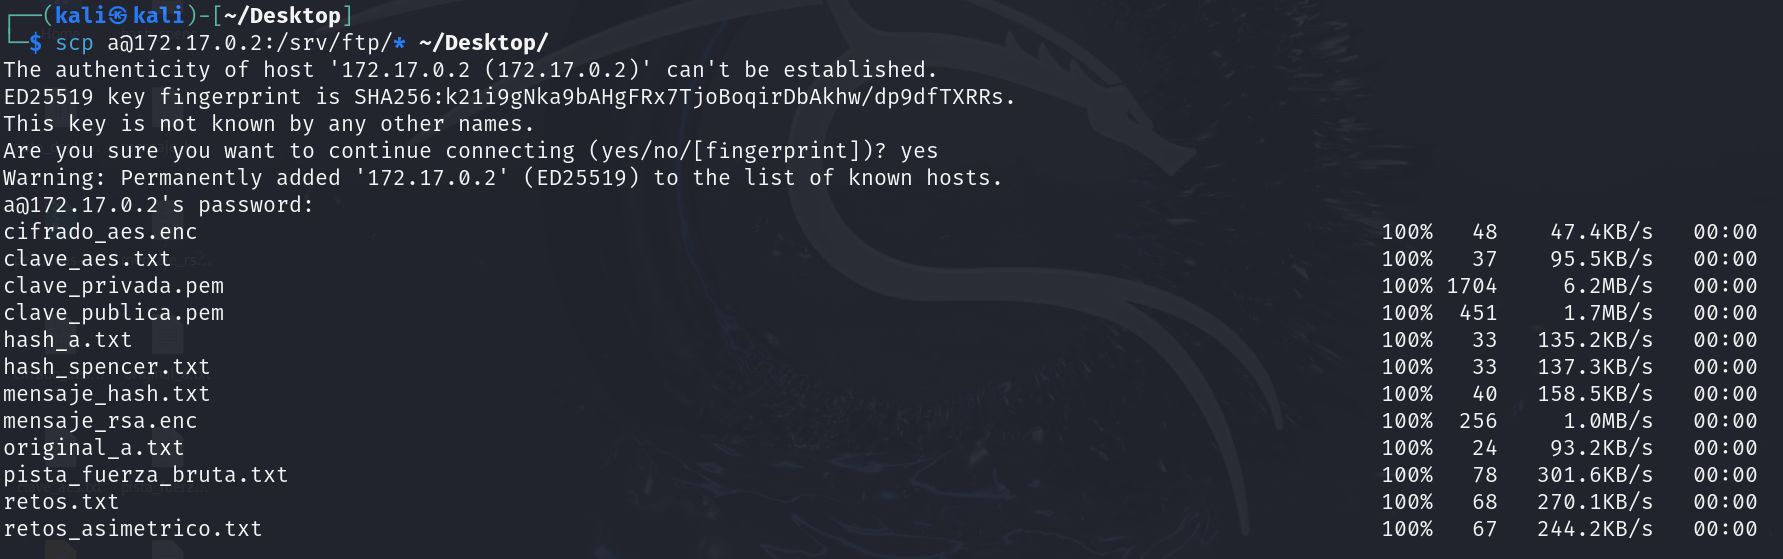 ┌──(kali㉿kali)-[~/Desktop]
└─$ scp a@172.17.0.2:/srv/ftp/* ~/Desktop/
The authenticity of host '172.17.0.2 (172.17.0.2)' can't be established.
ED25519 key fingerprint is SHA256:k21i9gNka9bAHgFRx7TjoBoqirDbAkhw/dp9dfTXRRs.
This key is not known by any other names.
Are you sure you want to continue connecting (yes/no/[fingerprint])? yes
Warning: Permanently added '172.17.0.2' (ED25519) to the list of known hosts.
a@172.17.0.2's password:
cifrado_aes.enc 100% 48 47.4KB/s 00:00
clave_aes.txt 100% 37 95.5KB/s 00:00
clave_privada.pem 100% 1704 6.2MB/s 00:00
clave_publica.pem 100% 451 1.7MB/s 00:00
hash_a.txt 100% 33 135.2KB/s 00:00
hash_spencer.txt 100% 33 137.3KB/s 00:00
mensaje_hash.txt 100% 40 158.5KB/s 00:00
mensaje_rsa.enc 100% 256 1.0MB/s 00:00
original_a.txt 100% 24 93.2KB/s 00:00
pista_fuerza_bruta.txt 100% 78 301.6KB/s 00:00
retos.txt 100% 68 270.1KB/s 00:00
retos_asimetrico.txt 100% 67 244.2KB/s 00:00